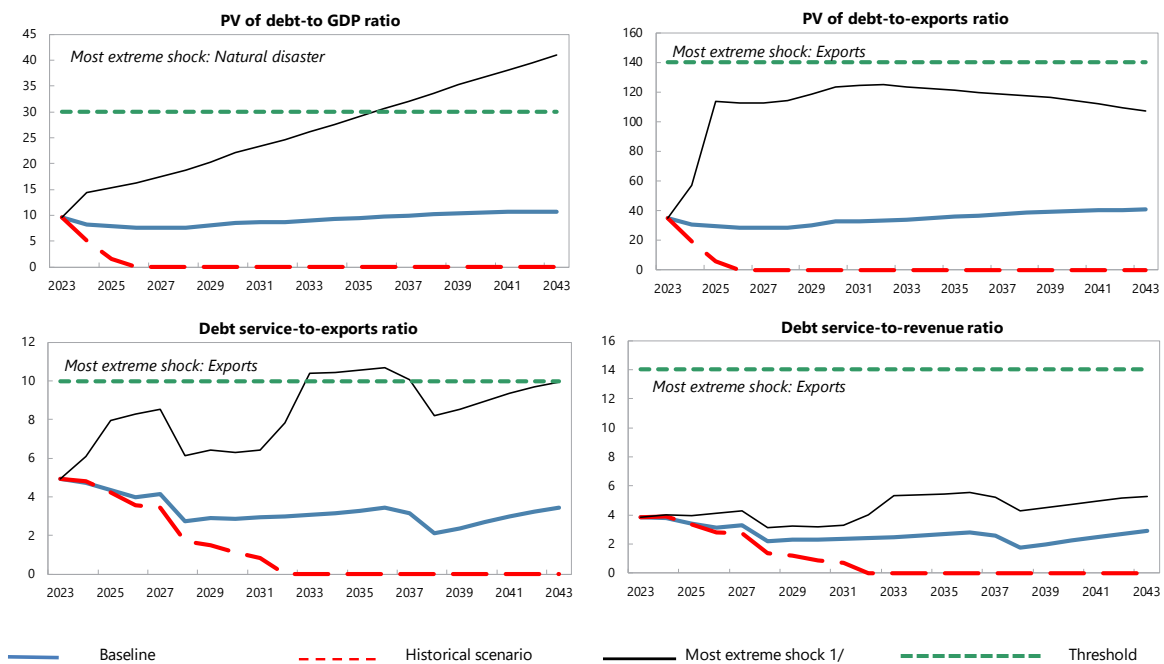 PV of debt-to GDP ratio
Most extreme shock: Natural disaster
45
40
35
30
25
20
15
10
5
0
2023 2025 2027 2029 2031 2033 2035 2037 2039 2041 2043
PV of debt-to-exports ratio
Most extreme shock: Exports
160
140
120
100
80
60
40
20
0
2023 2025 2027 2029 2031 2033 2035 2037 2039 2041 2043
Debt service-to-exports ratio
Most extreme shock: Exports
12
10
8
6
4
2
0
2023 2025 2027 2029 2031 2033 2035 2037 2039 2041 2043
Debt service-to-revenue ratio
Most extreme shock: Exports
16
14
12
10
8
6
4
2
0
2023 2025 2027 2029 2031 2033 2035 2037 2039 2041 2043
Baseline Historical scenario Most extreme shock 1/ Threshold